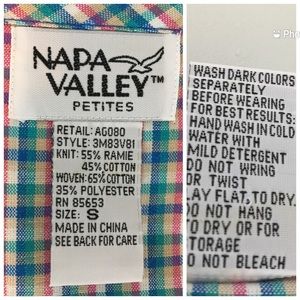 NAPA
VALLEY™
PETITES
RETAIL: AG080
STYLE: 3M83V81
KNIT: 55% RAMIE
45% COTTON
WOVEN: 65% COTTON
35% POLYESTER
RN 85653
SIZE: S
MADE IN CHINA
SEE BACK FOR CARE
Posh
WASH DARK COLORS
SEPARATELY
BEFORE WEARING
FOR BEST RESULTS:
HAND WASH IN COLD
WATER WITH
MILD DETERGENT
DO NOT WRING
OR TWIST
LAY FLAT, TO DRY.
DO NOT HANG
TO DRY OR FOR
STORAGE
DO NOT BLEACH